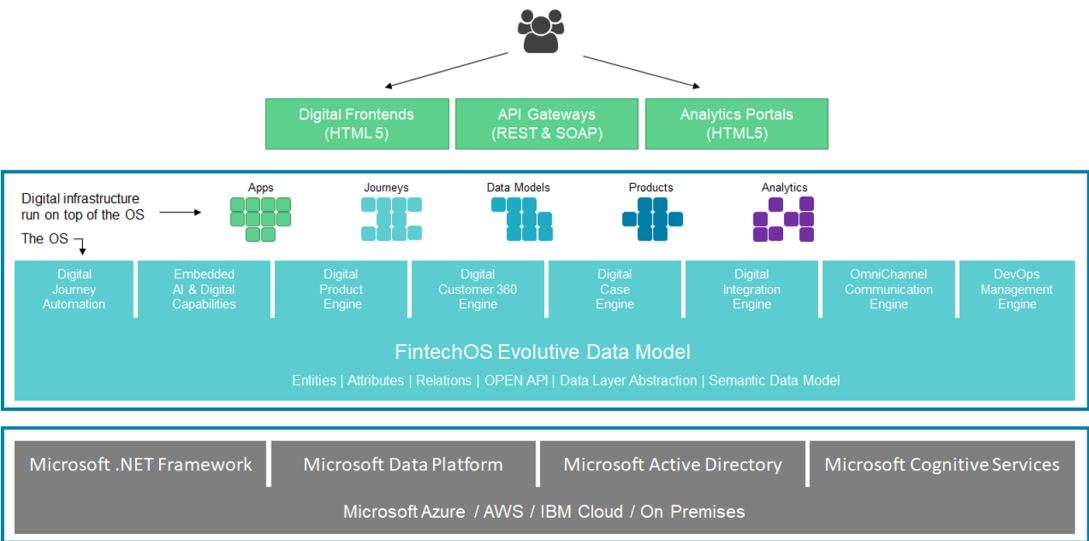 Digital Frontends
(HTML 5)
API Gateways
(REST & SOAP)
Analytics Portals
(HTML5)
Digital infrastructure
run on top of the OS
Apps
Journeys
Data Models
Products
Analytics
The OS
Digital
Journey
Automation
Embedded
AI & Digital
Capabilities
Digital
Product
Engine
Digital
Customer 360
Engine
Digital
Case
Engine
Digital
Integration
Engine
OmniChannel
Communication
Engine
DevOps
Management
Engine
FintechOS Evolutive Data Model
Entities | Attributes | Relations | OPEN API | Data Layer Abstraction | Semantic Data Model
Microsoft .NET Framework
Microsoft Data Platform
Microsoft Active Directory
Microsoft Cognitive Services
Microsoft Azure / AWS / IBM Cloud / On Premises